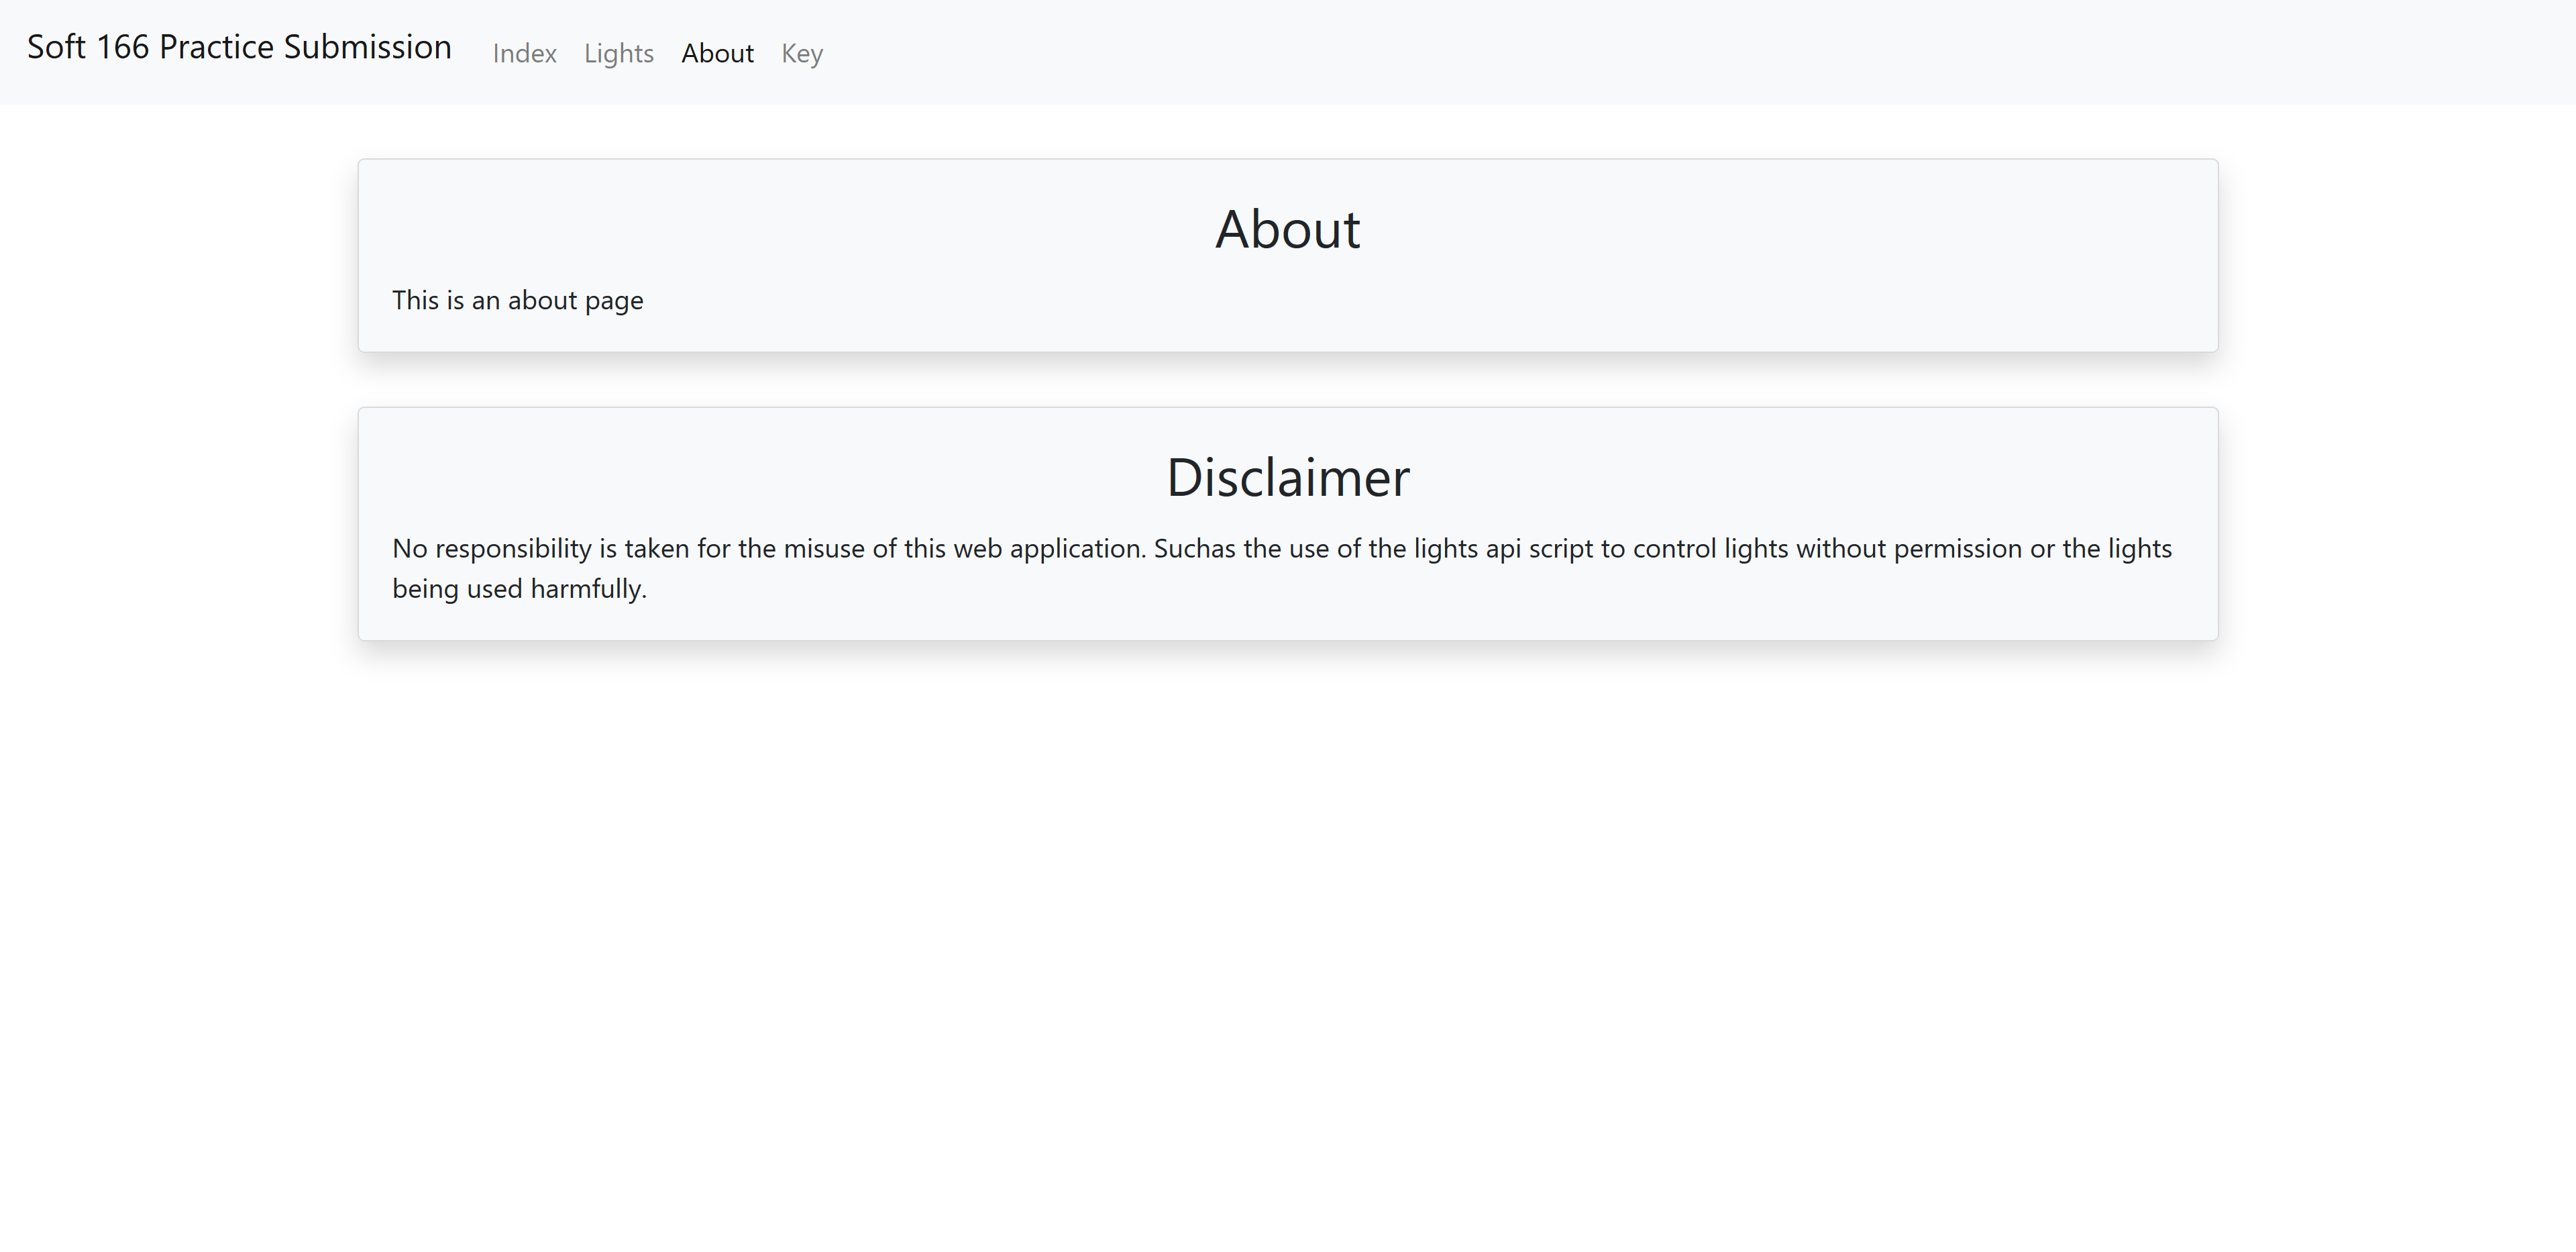 Soft 166 Practice Submission Index Lights About Key
About
This is an about page
Disclaimer
No responsibility is taken for the misuse of this web application. Suchas the use of the lights api script to control lights without permission or the lights
being used harmfully.